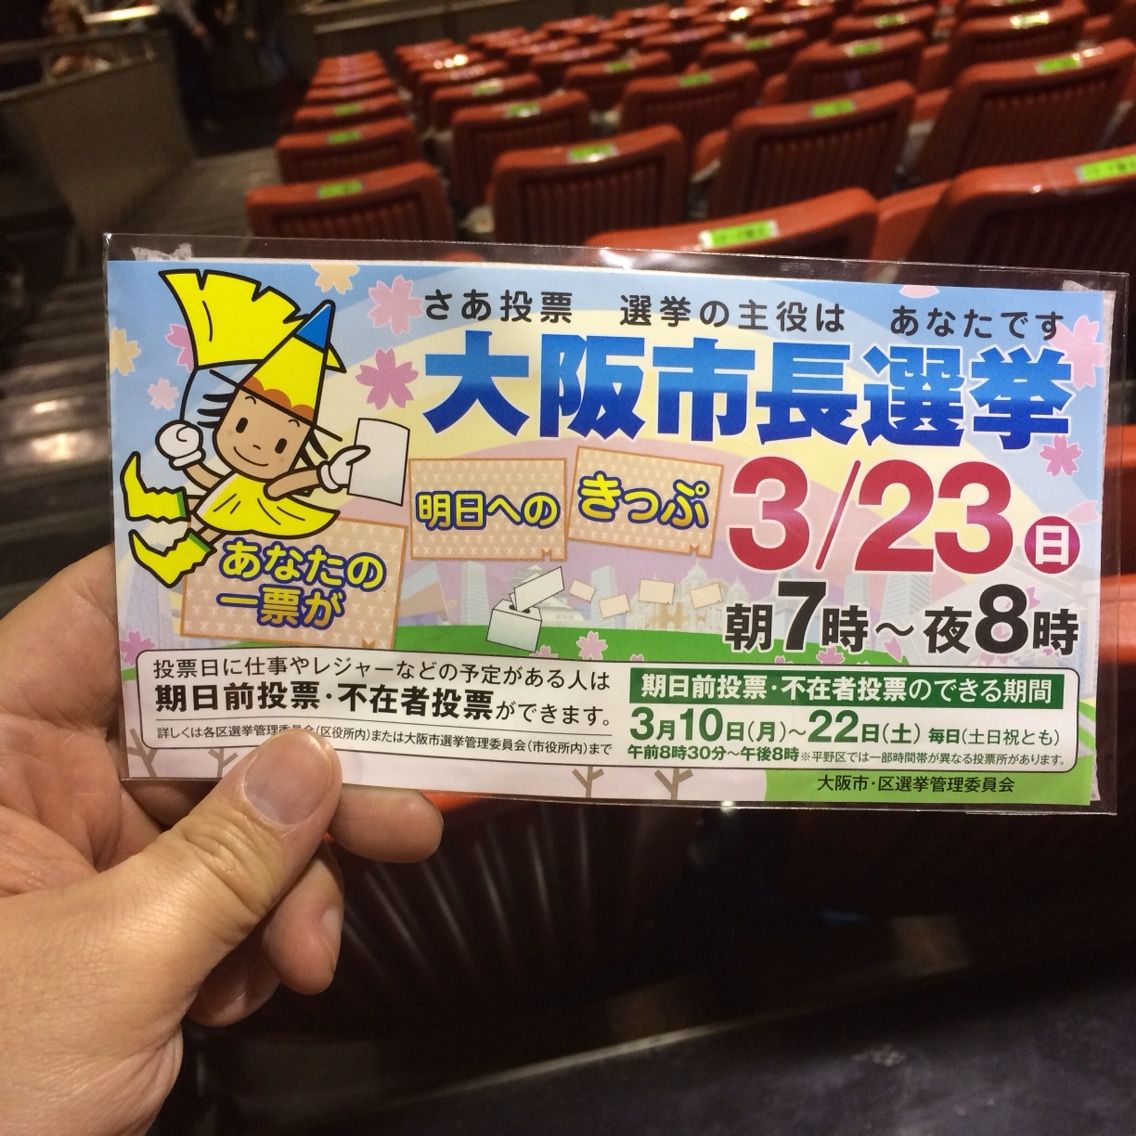 さあ投票 選挙の主役は あなたです
大阪市長選挙
あなたの
一票が
明日への
きっぷ
3/23日
朝7時～夜8時
投票日に仕事やレジャーなどの予定がある人は
期日前投票・不在者投票ができます。
詳しくは各区選挙管理委員会(区役所内)または大阪市選挙管理委員会(市役所内)まで
期日前投票・不在者投票のできる期間
3月10日(月)～22日(土) 毎日(土日祝とも)
午前8時30分～午後8時 ※平野区では一部時間帯が異なる投票所があります。
大阪市・区選挙管理委員会